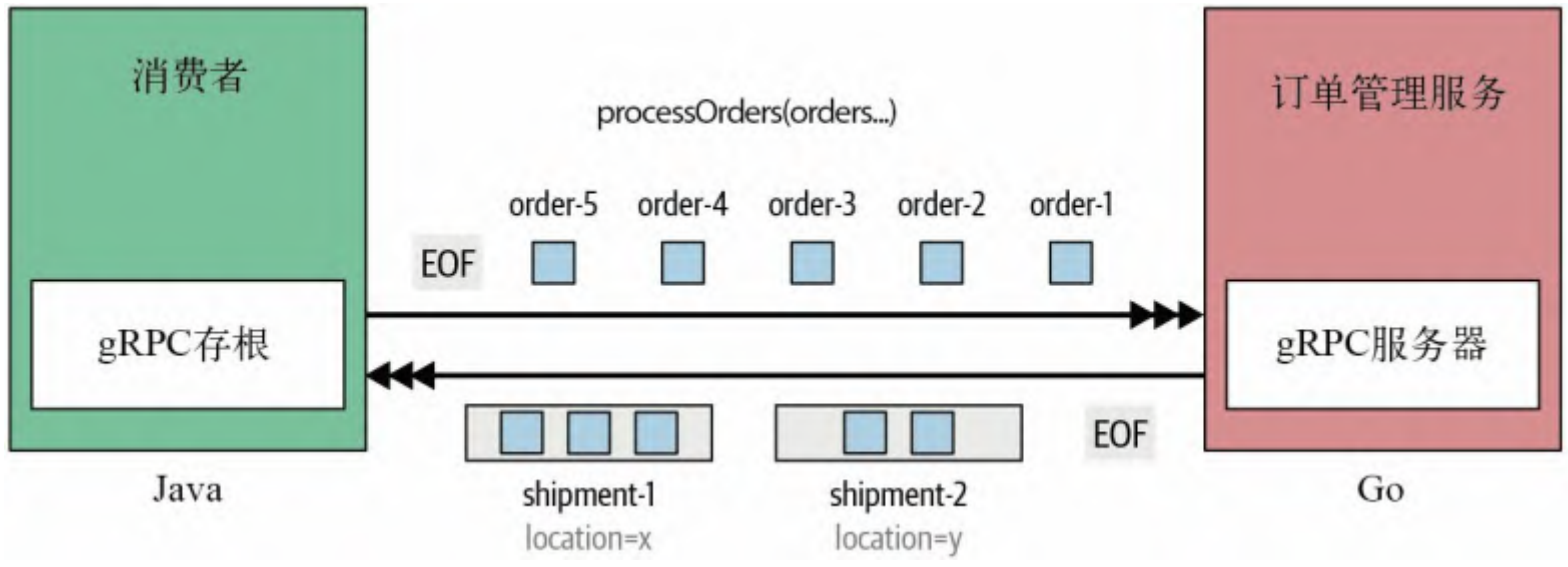 消费者
订单管理服务
processOrders(orders...)
order-5 order-4 order-3 order-2 order-1
EOF
gRPC存根
gRPC服务器
EOF
shipment-1 shipment-2
location=x location=y
Java
Go